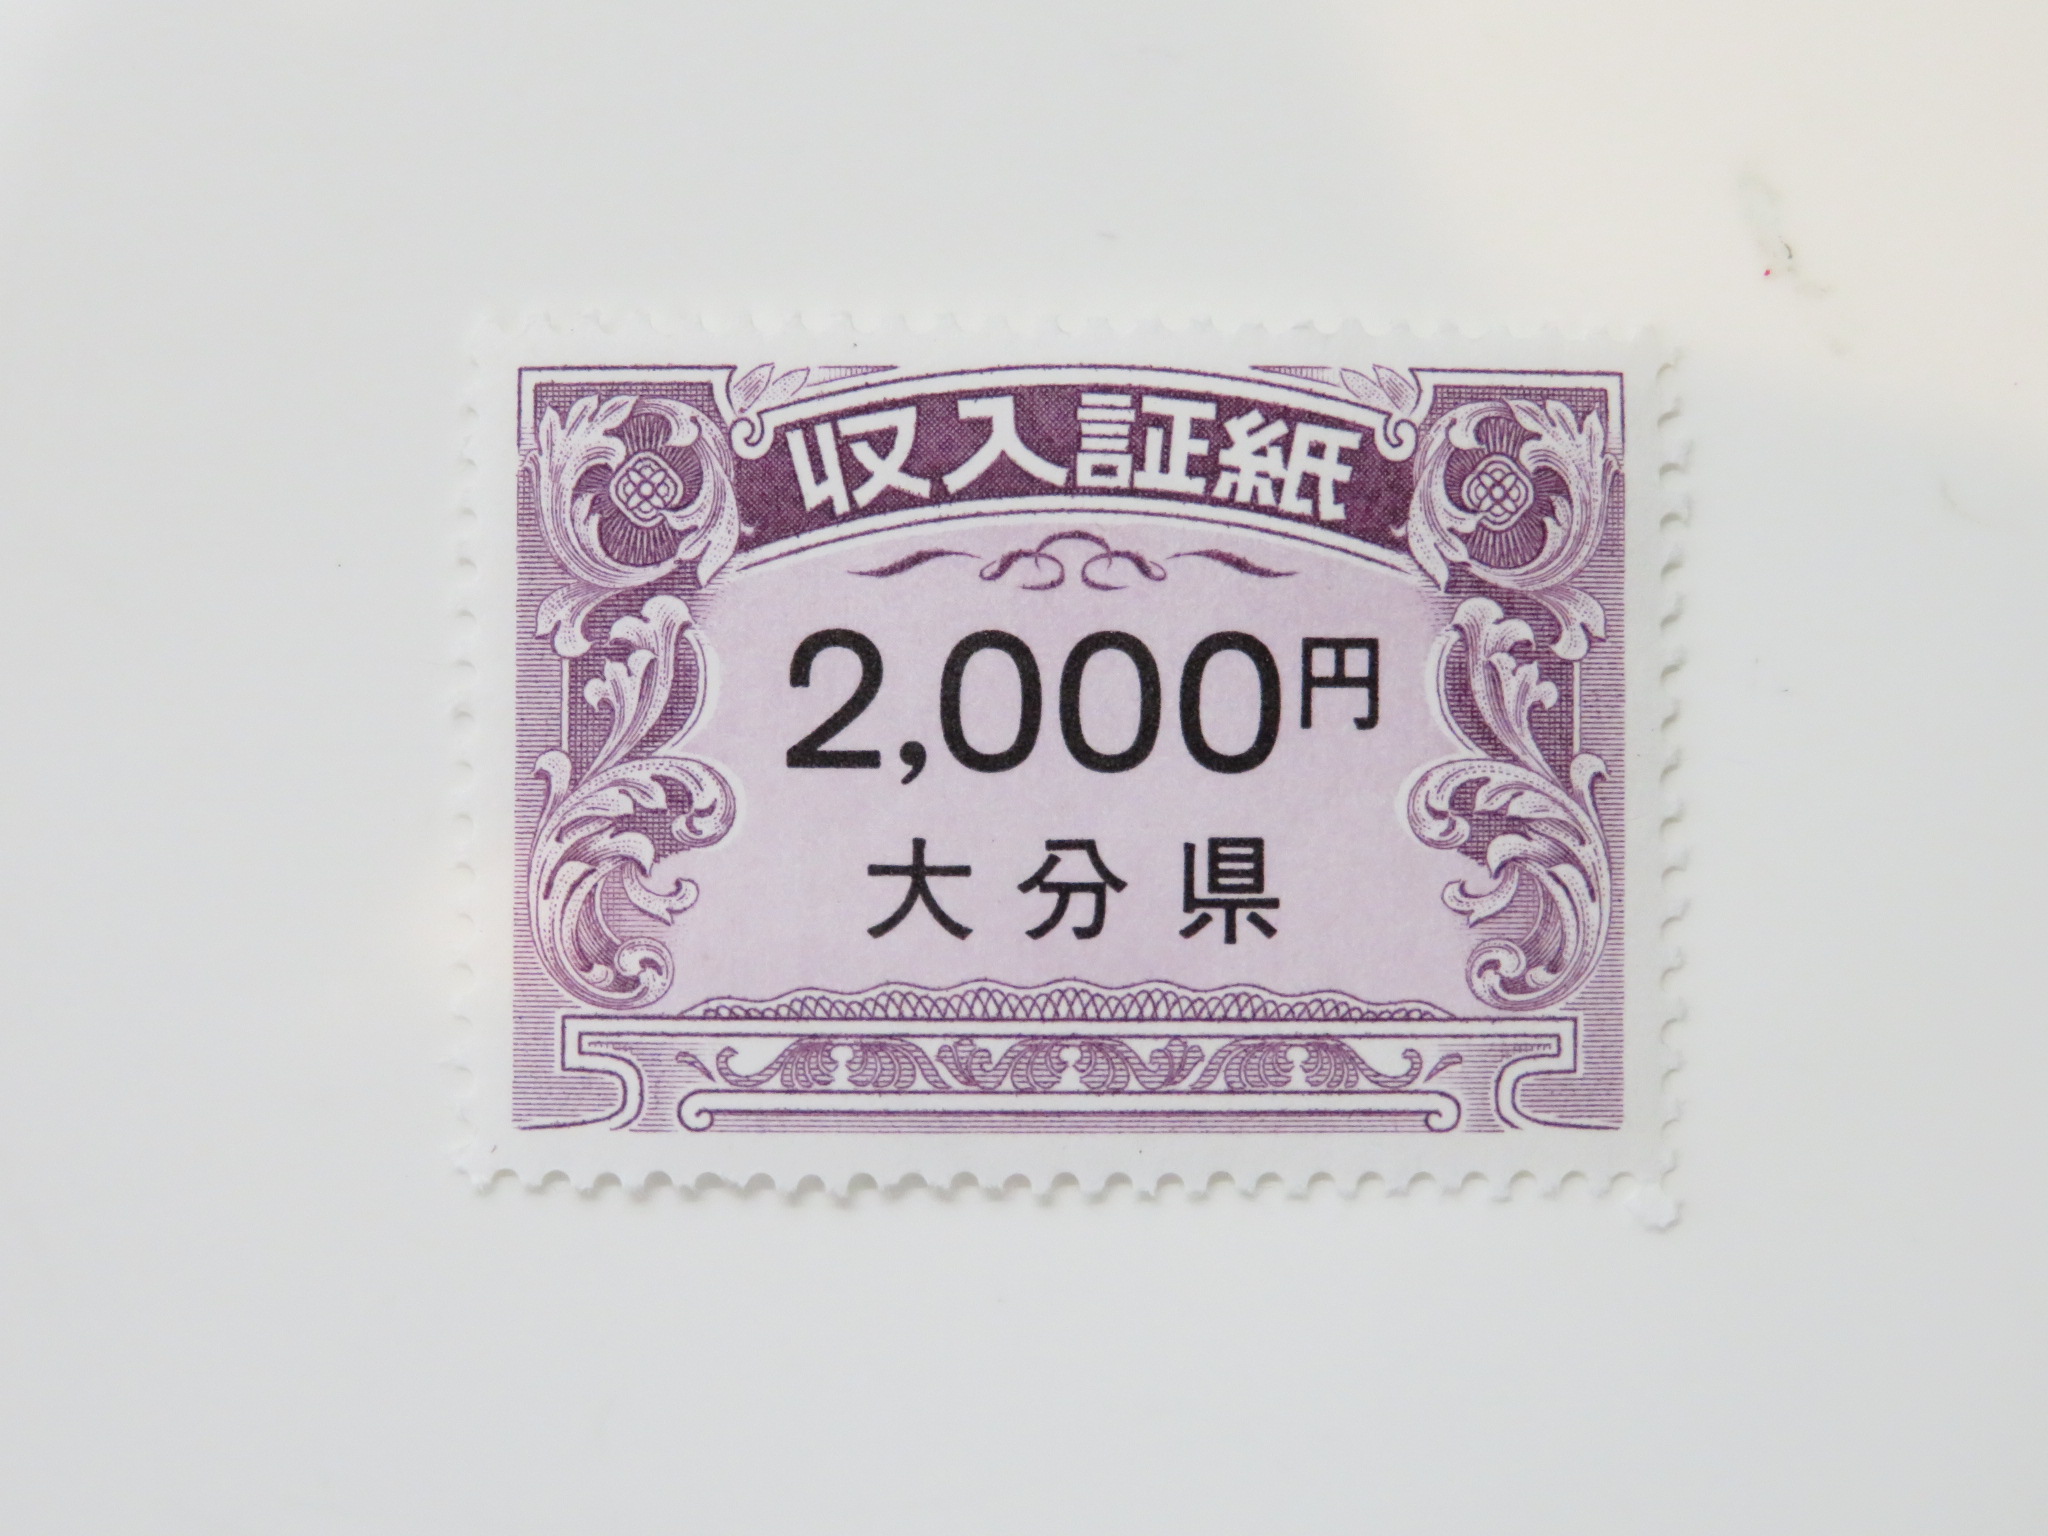 収入証紙
2,000円
大分県